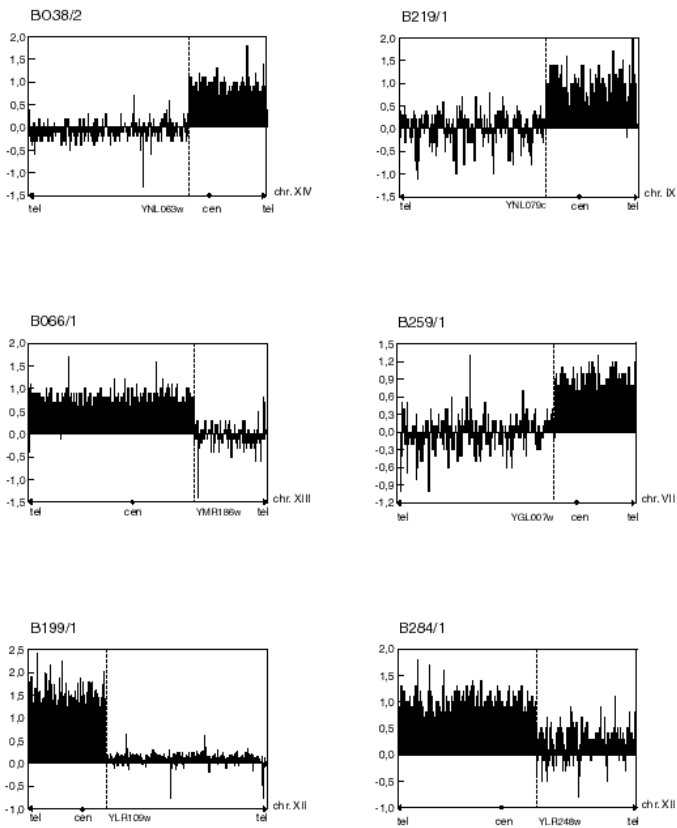 BO38/2
2,0
1,5
1,0
0,5
0,0
-0,5
-1,0
-1,5
chr. XIV
tel YNL063w cen tel
B219/1
2,0
1,5
1,0
0,5
0,0
-0,5
-1,0
-1,5
chr. IX
tel YNL079c cen tel
B066/1
2,0
1,5
1,0
0,5
0,0
-0,5
-1,0
-1,5
chr. XIII
tel cen YMR186w tel
B259/1
1,5
1,2
0,9
0,6
0,3
0,0
-0,3
-0,6
-0,9
-1,2
chr. VII
tel YGL007w cen tel
B199/1
2,5
2,0
1,5
1,0
0,5
0,0
-0,5
-1,0
chr. XII
tel cen YLR109w tel
B284/1
2,0
1,5
1,0
0,5
0,0
-0,5
-1,0
chr. XII
tel cen YLR248w tel